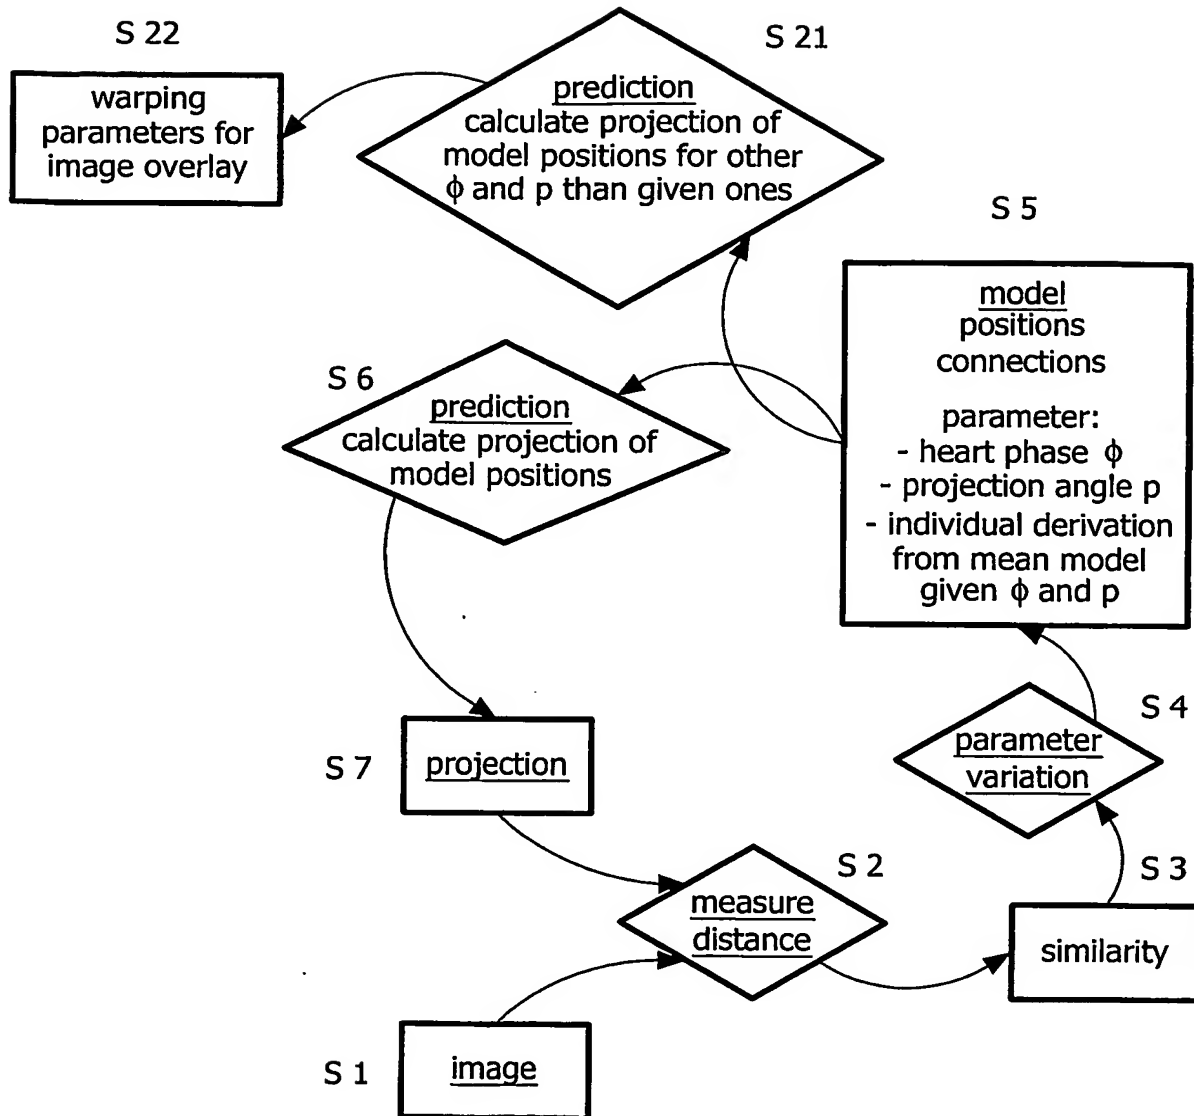 S 22
warping
parameters for
image overlay
S 21
prediction
calculate projection of
model positions for other
ϕ and p than given ones
S 5
model
positions
connections
parameter:
- heart phase ϕ
- projection angle p
- individual derivation
from mean model
given ϕ and p
S 6
prediction
calculate projection of
model positions
S 4
parameter
variation
S 7
projection
S 2
measure
distance
S 3
similarity
S 1
image